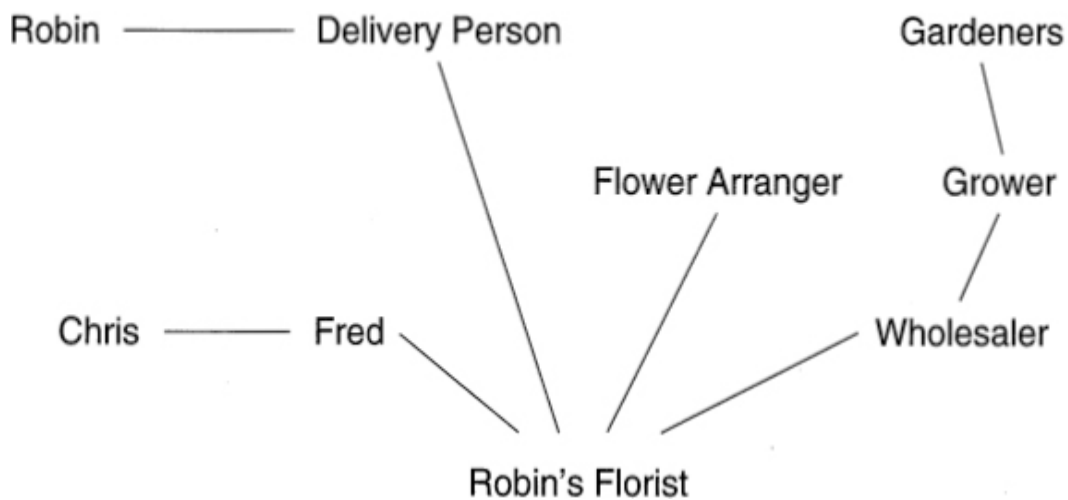 Robin
Delivery Person
Gardeners
Flower Arranger
Grower
Chris
Fred
Wholesaler
Robin's Florist